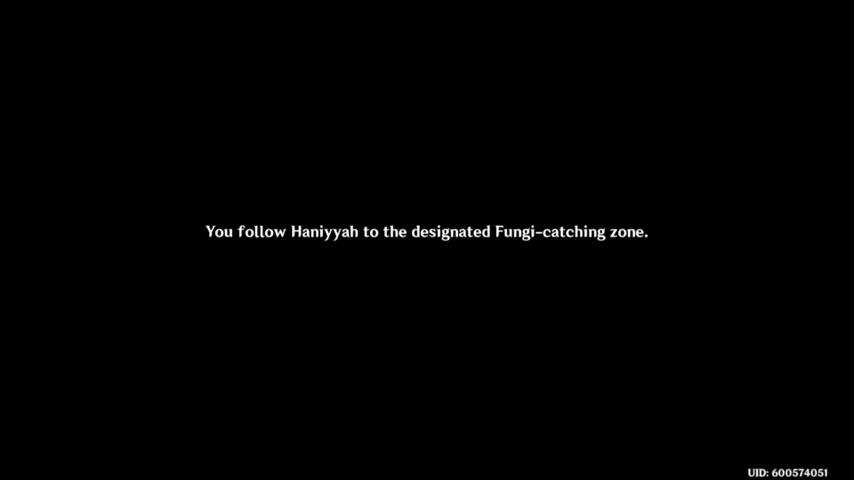 You follow Haniyyah to the designated Fungi-catching zone.
UID: 600574051